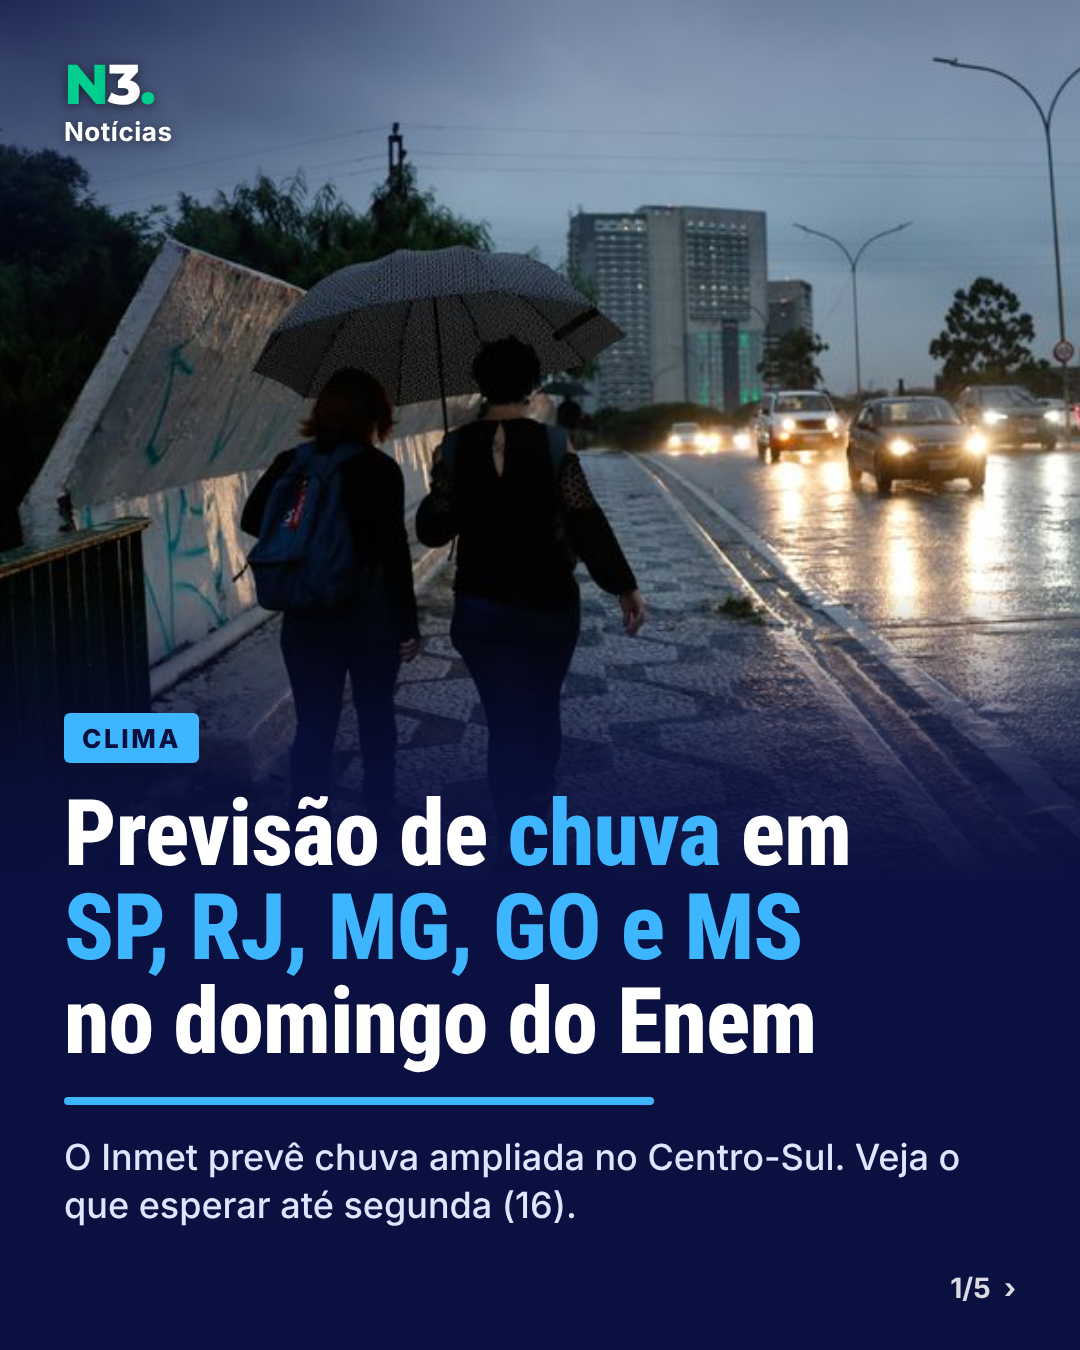 N3.
Notícias
CLIMA
Previsão de chuva em
SP, RJ, MG, GO e MS
no domingo do Enem
O Inmet prevê chuva ampliada no Centro-Sul. Veja o
que esperar até segunda (16).
1/5 ›